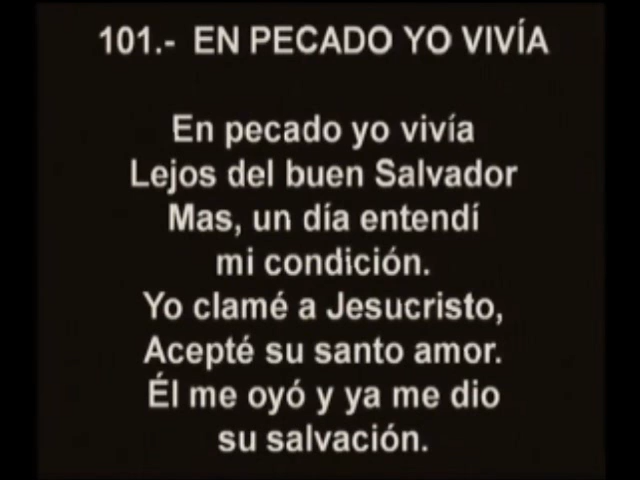 101.- EN PECADO YO VIVÍA
En pecado yo vivía
Lejos del buen Salvador
Mas, un día entendí
mi condición.
Yo clamé a Jesucristo,
Acepté su santo amor.
Él me oyó y ya me dio
su salvación.